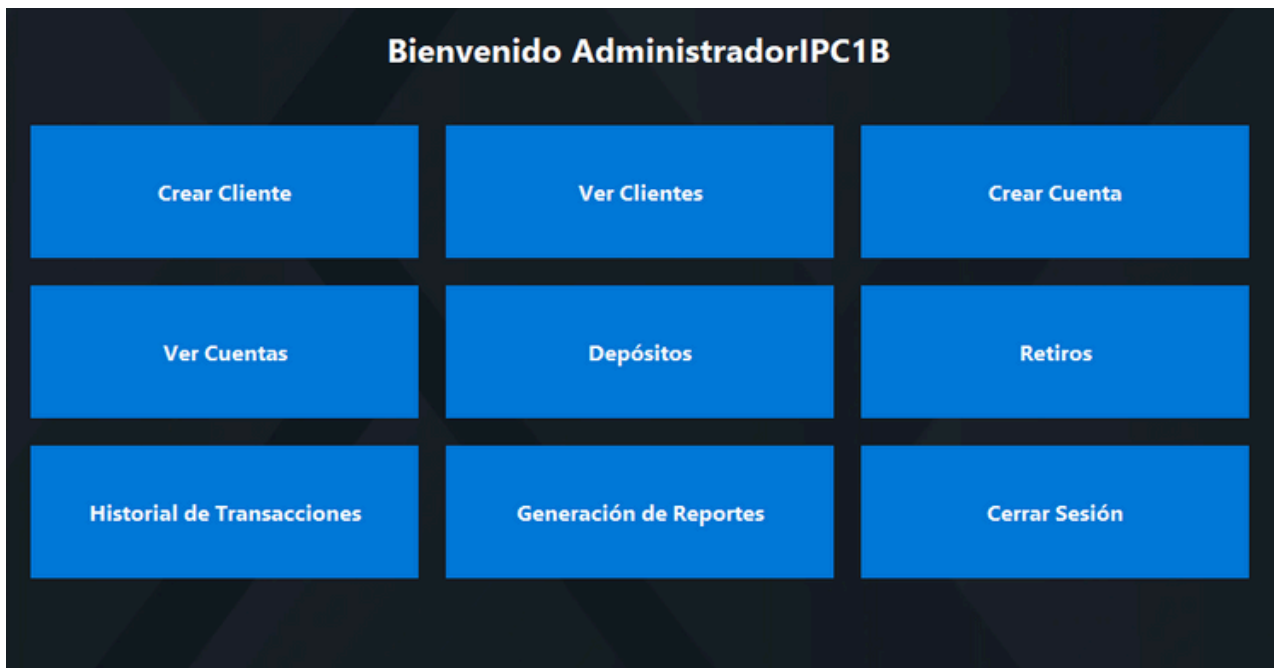 Bienvenido AdministradorIPC1B
Crear Cliente
Ver Clientes
Crear Cuenta
Ver Cuentas
Depósitos
Retiros
Historial de Transacciones
Generación de Reportes
Cerrar Sesión